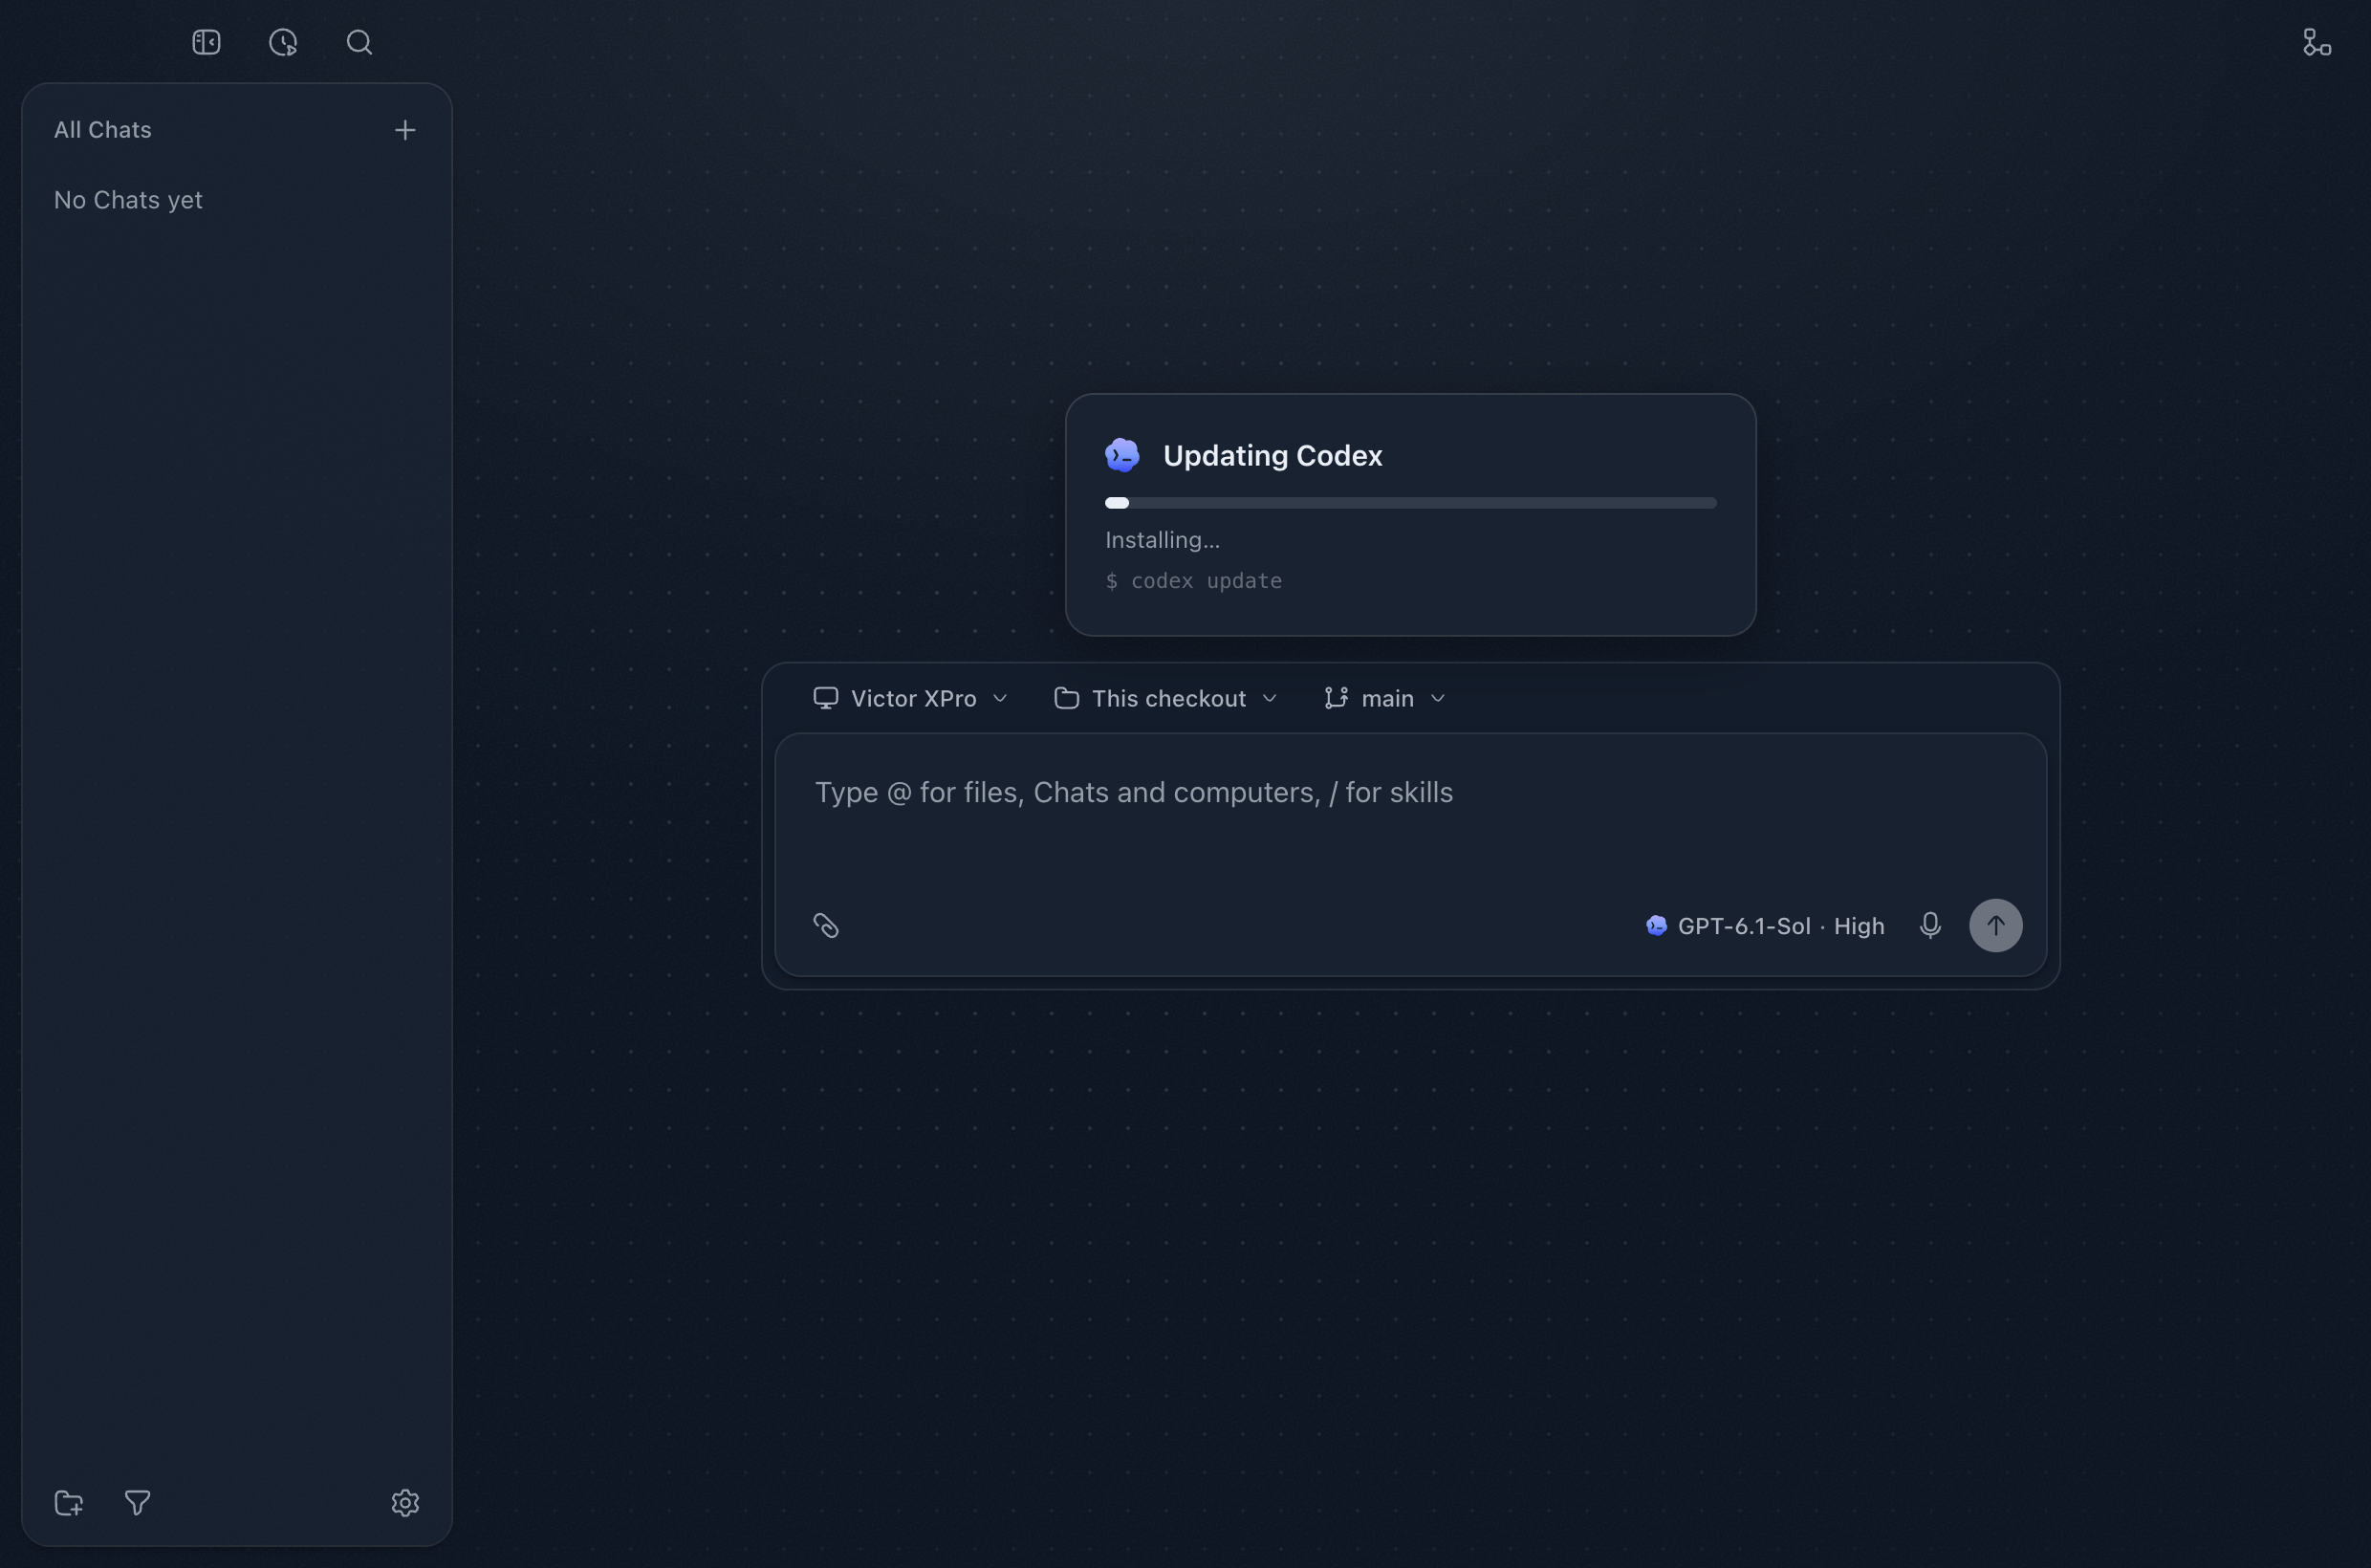 All Chats
No Chats yet
Updating Codex
Installing...
$ codex update
Victor XPro
This checkout
main
Type @ for files, Chats and computers, / for skills
GPT-6.1-Sol · High